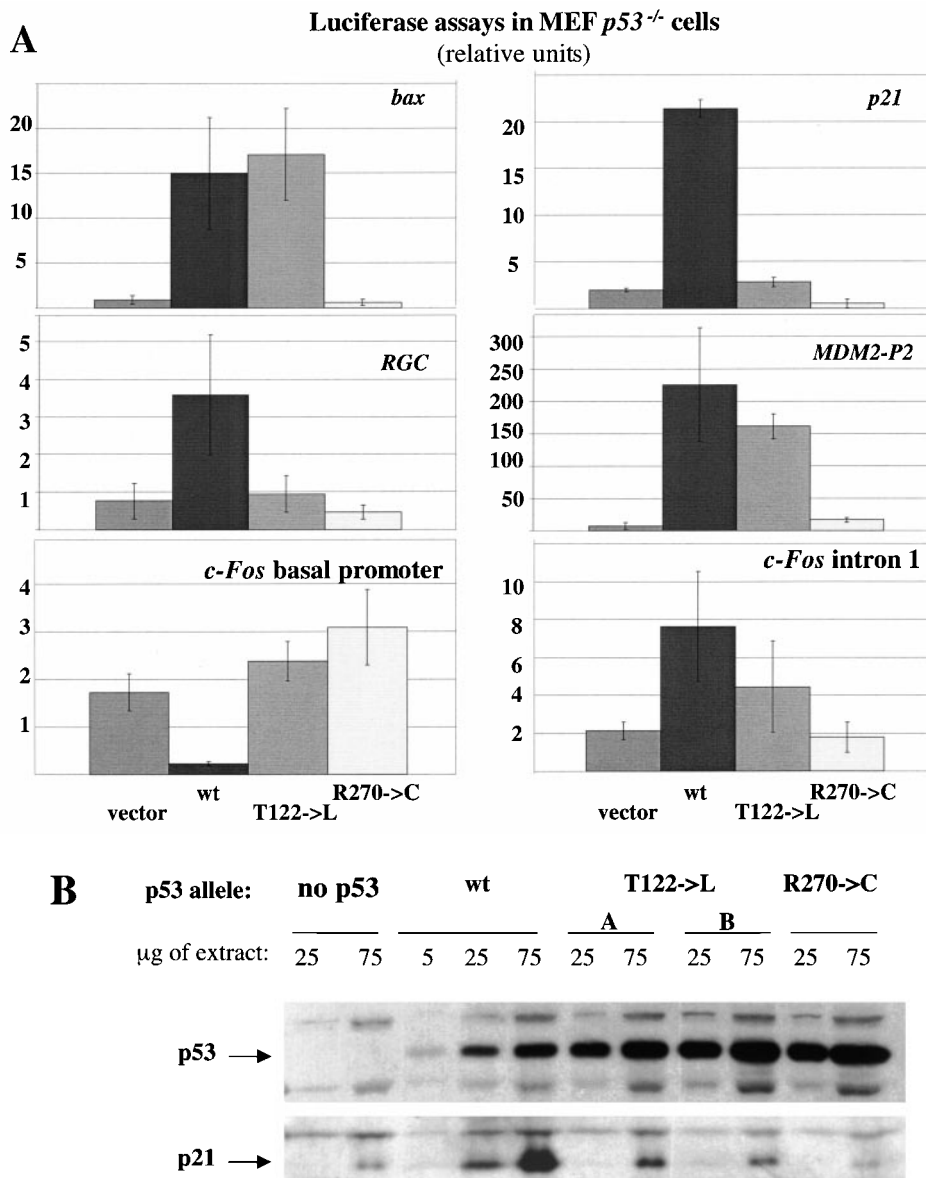 A
Luciferase assays in MEF p53-/- cells
(relative units)
bax
20
15
10
5
p21
20
15
10
5
RGC
5
4
3
2
1
MDM2-P2
300
250
200
150
100
50
c-Fos basal promoter
4
3
2
1
c-Fos intron 1
10
8
6
4
2
vector wt T122->L R270->C
vector wt T122->L R270->C
B
p53 allele: no p53 wt T122->L R270->C
A B
µg of extract: 25 75 5 25 75 25 75 25 75 25 75
p53
p21